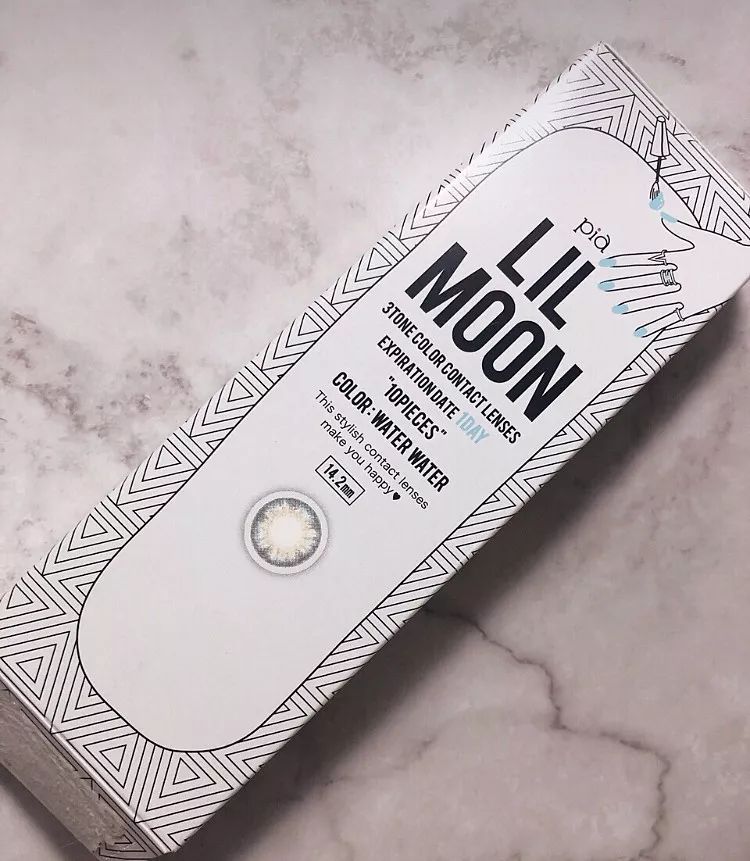 pia
LIL
MOON
3TONE COLOR CONTACT LENSES
EXPIRATION DATE 1DAY
"10PIECES"
COLOR : WATER WATER
This stylish contact lenses
make you happy♥
14.2mm